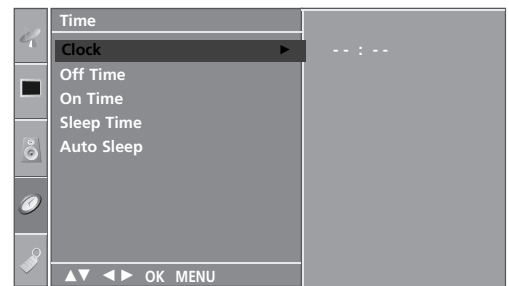 Time
Clock ► - - : - -
Off Time
On Time
Sleep Time
Auto Sleep
▲▼ ◄► OK MENU